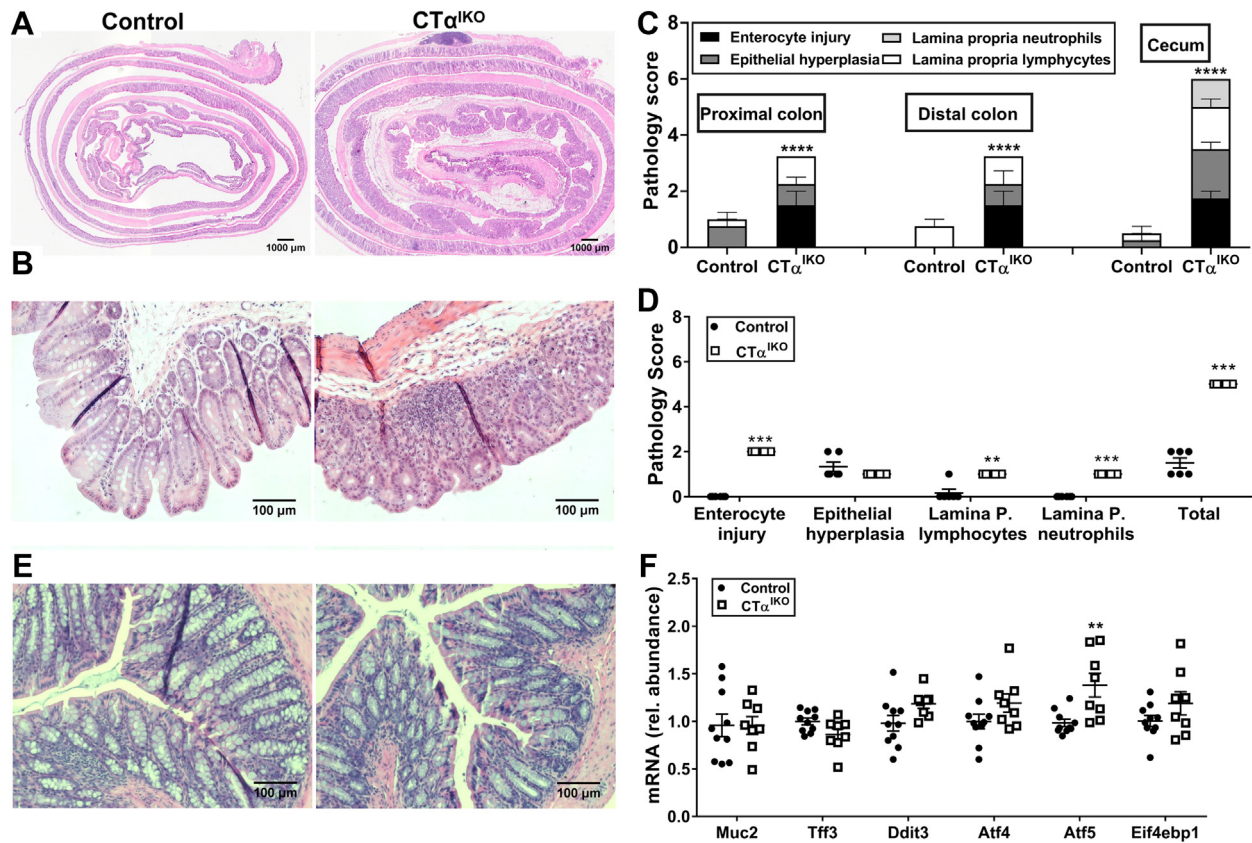 A
Control
CTα^IKO
1000 µm
1000 µm
B
100 µm
100 µm
E
100 µm
100 µm
C
Pathology score
8
6
4
2
0
Enterocyte injury
Epithelial hyperplasia
Lamina propria neutrophils
Lamina propria lymphycytes
Proximal colon
Distal colon
Cecum
****
****
****
Control
CTα^IKO
Control
CTα^IKO
Control
CTα^IKO
D
Pathology Score
8
6
4
2
0
Control
CTα^IKO
***
**
***
***
Enterocyte injury
Epithelial hyperplasia
Lamina P. lymphocytes
Lamina P. neutrophils
Total
F
mRNA (rel. abundance)
2.5
2.0
1.5
1.0
0.5
0.0
Control
CTα^IKO
**
Muc2
Tff3
Ddit3
Atf4
Atf5
Eif4ebp1